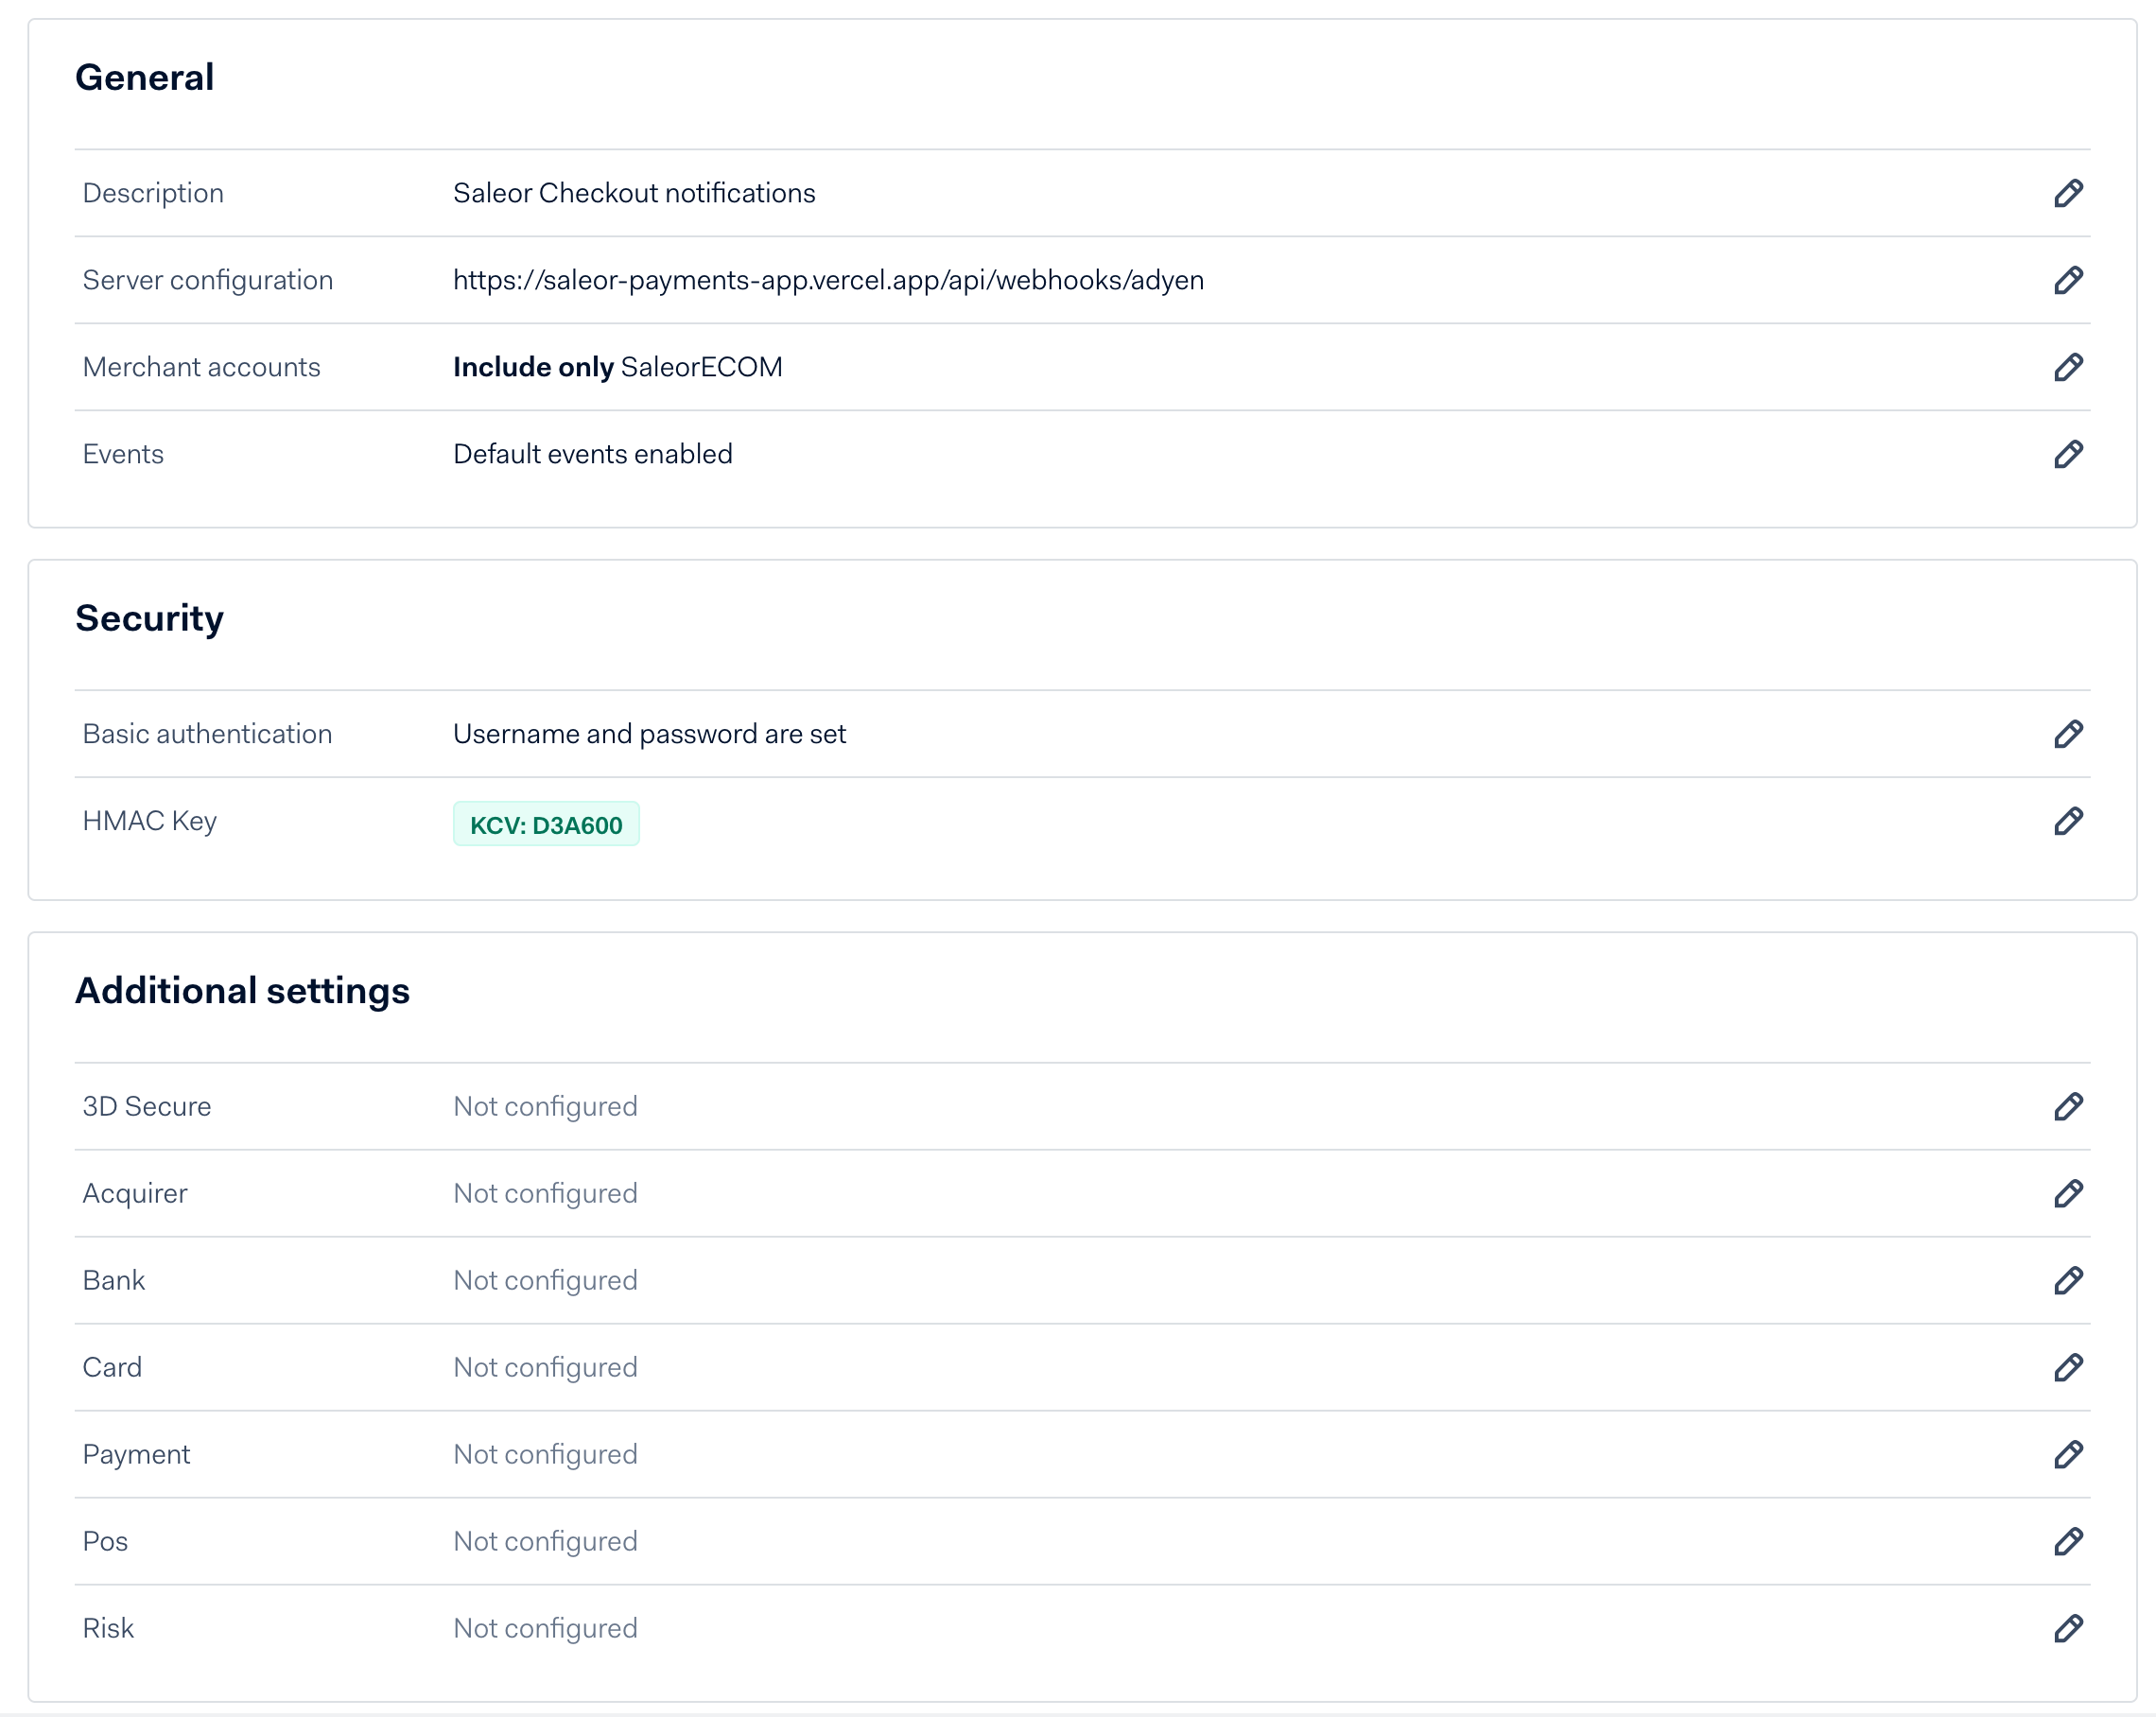 General
Description Saleor Checkout notifications
Server configuration https://saleor-payments-app.vercel.app/api/webhooks/adyen
Merchant accounts Include only SaleorECOM
Events Default events enabled
Security
Basic authentication Username and password are set
HMAC Key KCV: D3A600
Additional settings
3D Secure Not configured
Acquirer Not configured
Bank Not configured
Card Not configured
Payment Not configured
Pos Not configured
Risk Not configured